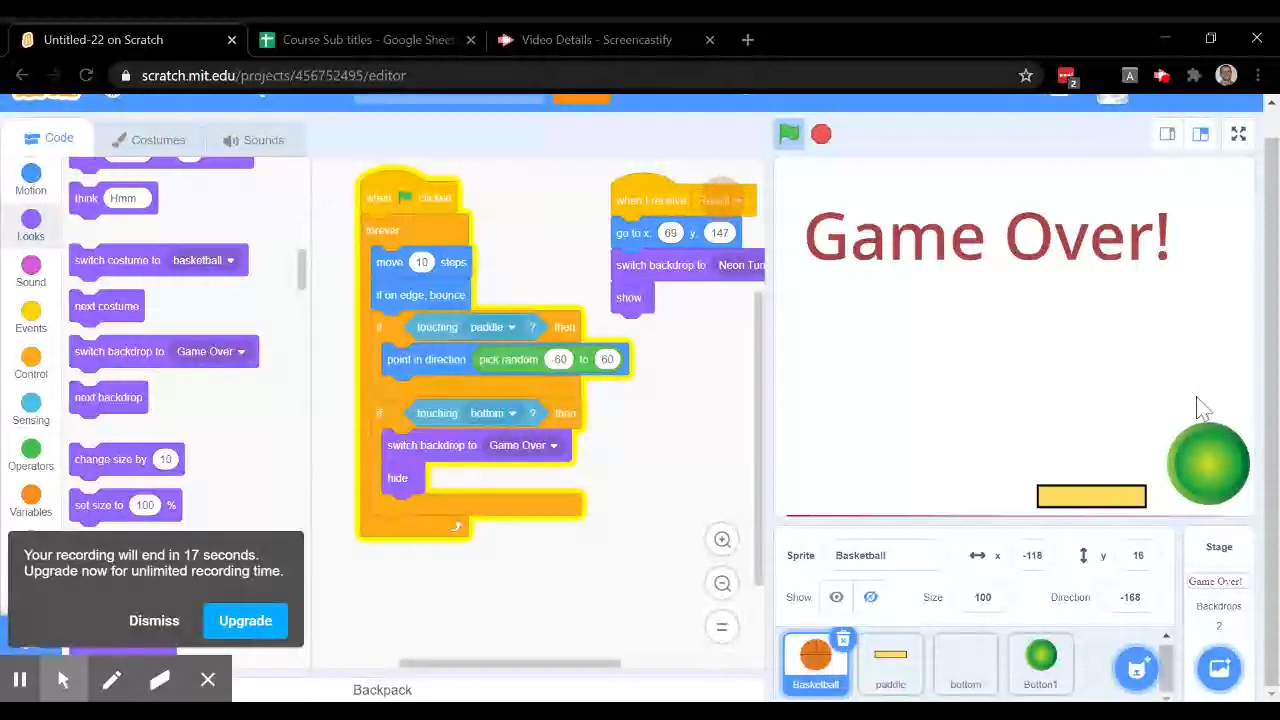 Untitled-22 on Scratch
Course Sub titles - Google Sheet
Video Details - Screencastify
scratch.mit.edu/projects/456752495/editor
2
A
Code
Costumes
Sounds
Motion
Looks
Sound
Events
Control
Sensing
Operators
Variables
think Hmm
switch costume to basketball
next costume
switch backdrop to Game Over
next backdrop
change size by 10
set size to 100 %
when clicked
forever
move 10 steps
if on edge, bounce
if touching paddle ? then
point in direction pick random -60 to 60
if touching bottom ? then
switch backdrop to Game Over
hide
when I receive
go to x: 69 y: 147
switch backdrop to Neon Tun
show
Game Over!
Your recording will end in 17 seconds.
Upgrade now for unlimited recording time.
Dismiss
Upgrade
Backpack
Sprite Basketball x -118 y 16
Show Size 100 Direction -168
Basketball
paddle
bottom
Button1
Stage
Game Over!
Backdrops
2